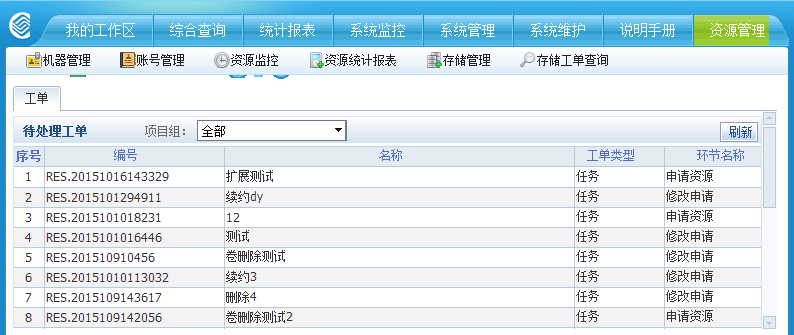 我的工作区 综合查询 统计报表 系统监控 系统管理 系统维护 说明手册 资源管理
机器管理 账号管理 资源监控 资源统计报表 存储管理 存储工单查询
工单
待处理工单 项目组： 全部 刷新
序号 编号 名称 工单类型 环节名称
1 RES.20151016143329 扩展测试 任务 申请资源
2 RES.2015101294911 续约dy 任务 修改申请
3 RES.2015101018231 12 任务 申请资源
4 RES.2015101016446 测试 任务 修改申请
5 RES.2015100910456 卷删除测试 任务 修改申请
6 RES.20151010113032 续约3 任务 修改申请
7 RES.2015109143617 删除4 任务 申请资源
8 RES.2015109142056 卷删除测试2 任务 修改申请